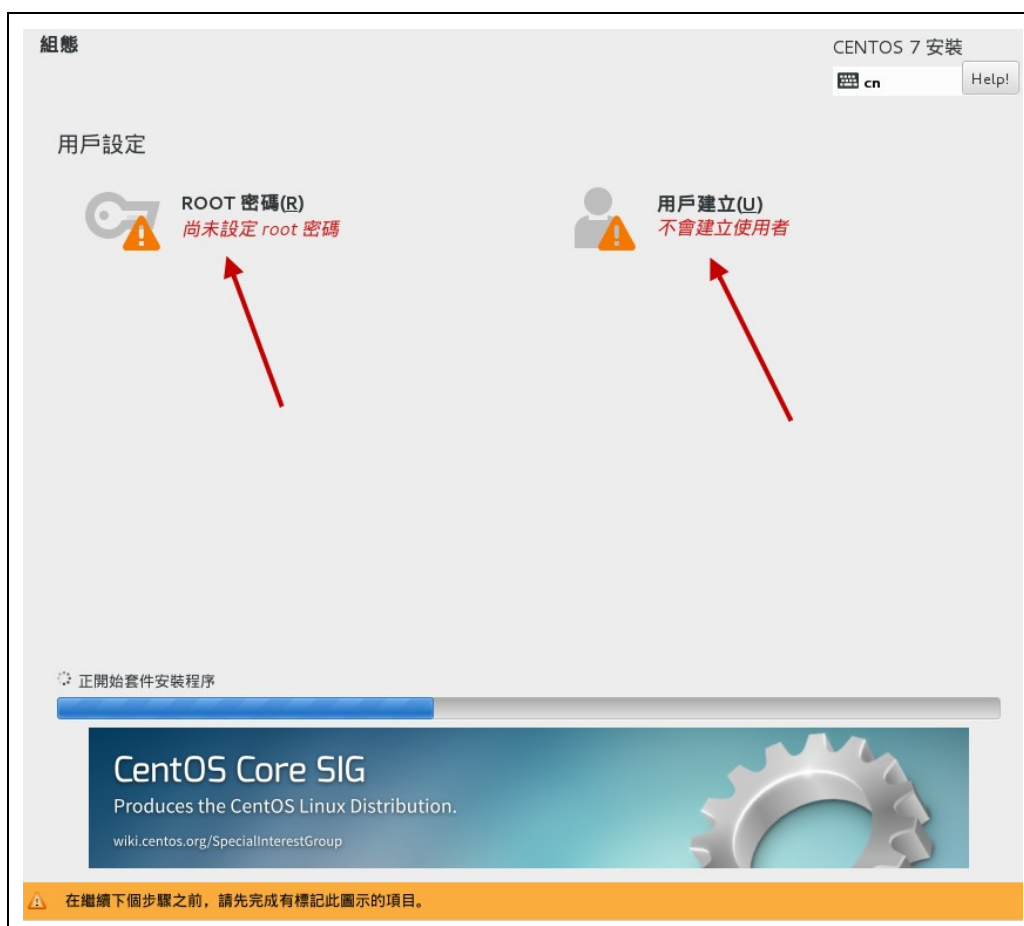 組態
CENTOS 7 安裝
cn
Help!
用戶設定
ROOT 密碼(R)
尚未設定 root 密碼
用戶建立(U)
不會建立使用者
正開始套件安裝程序
CentOS Core SIG
Produces the CentOS Linux Distribution.
wiki.centos.org/SpecialInterestGroup
在繼續下個步驟之前，請先完成有標記此圖示的項目。